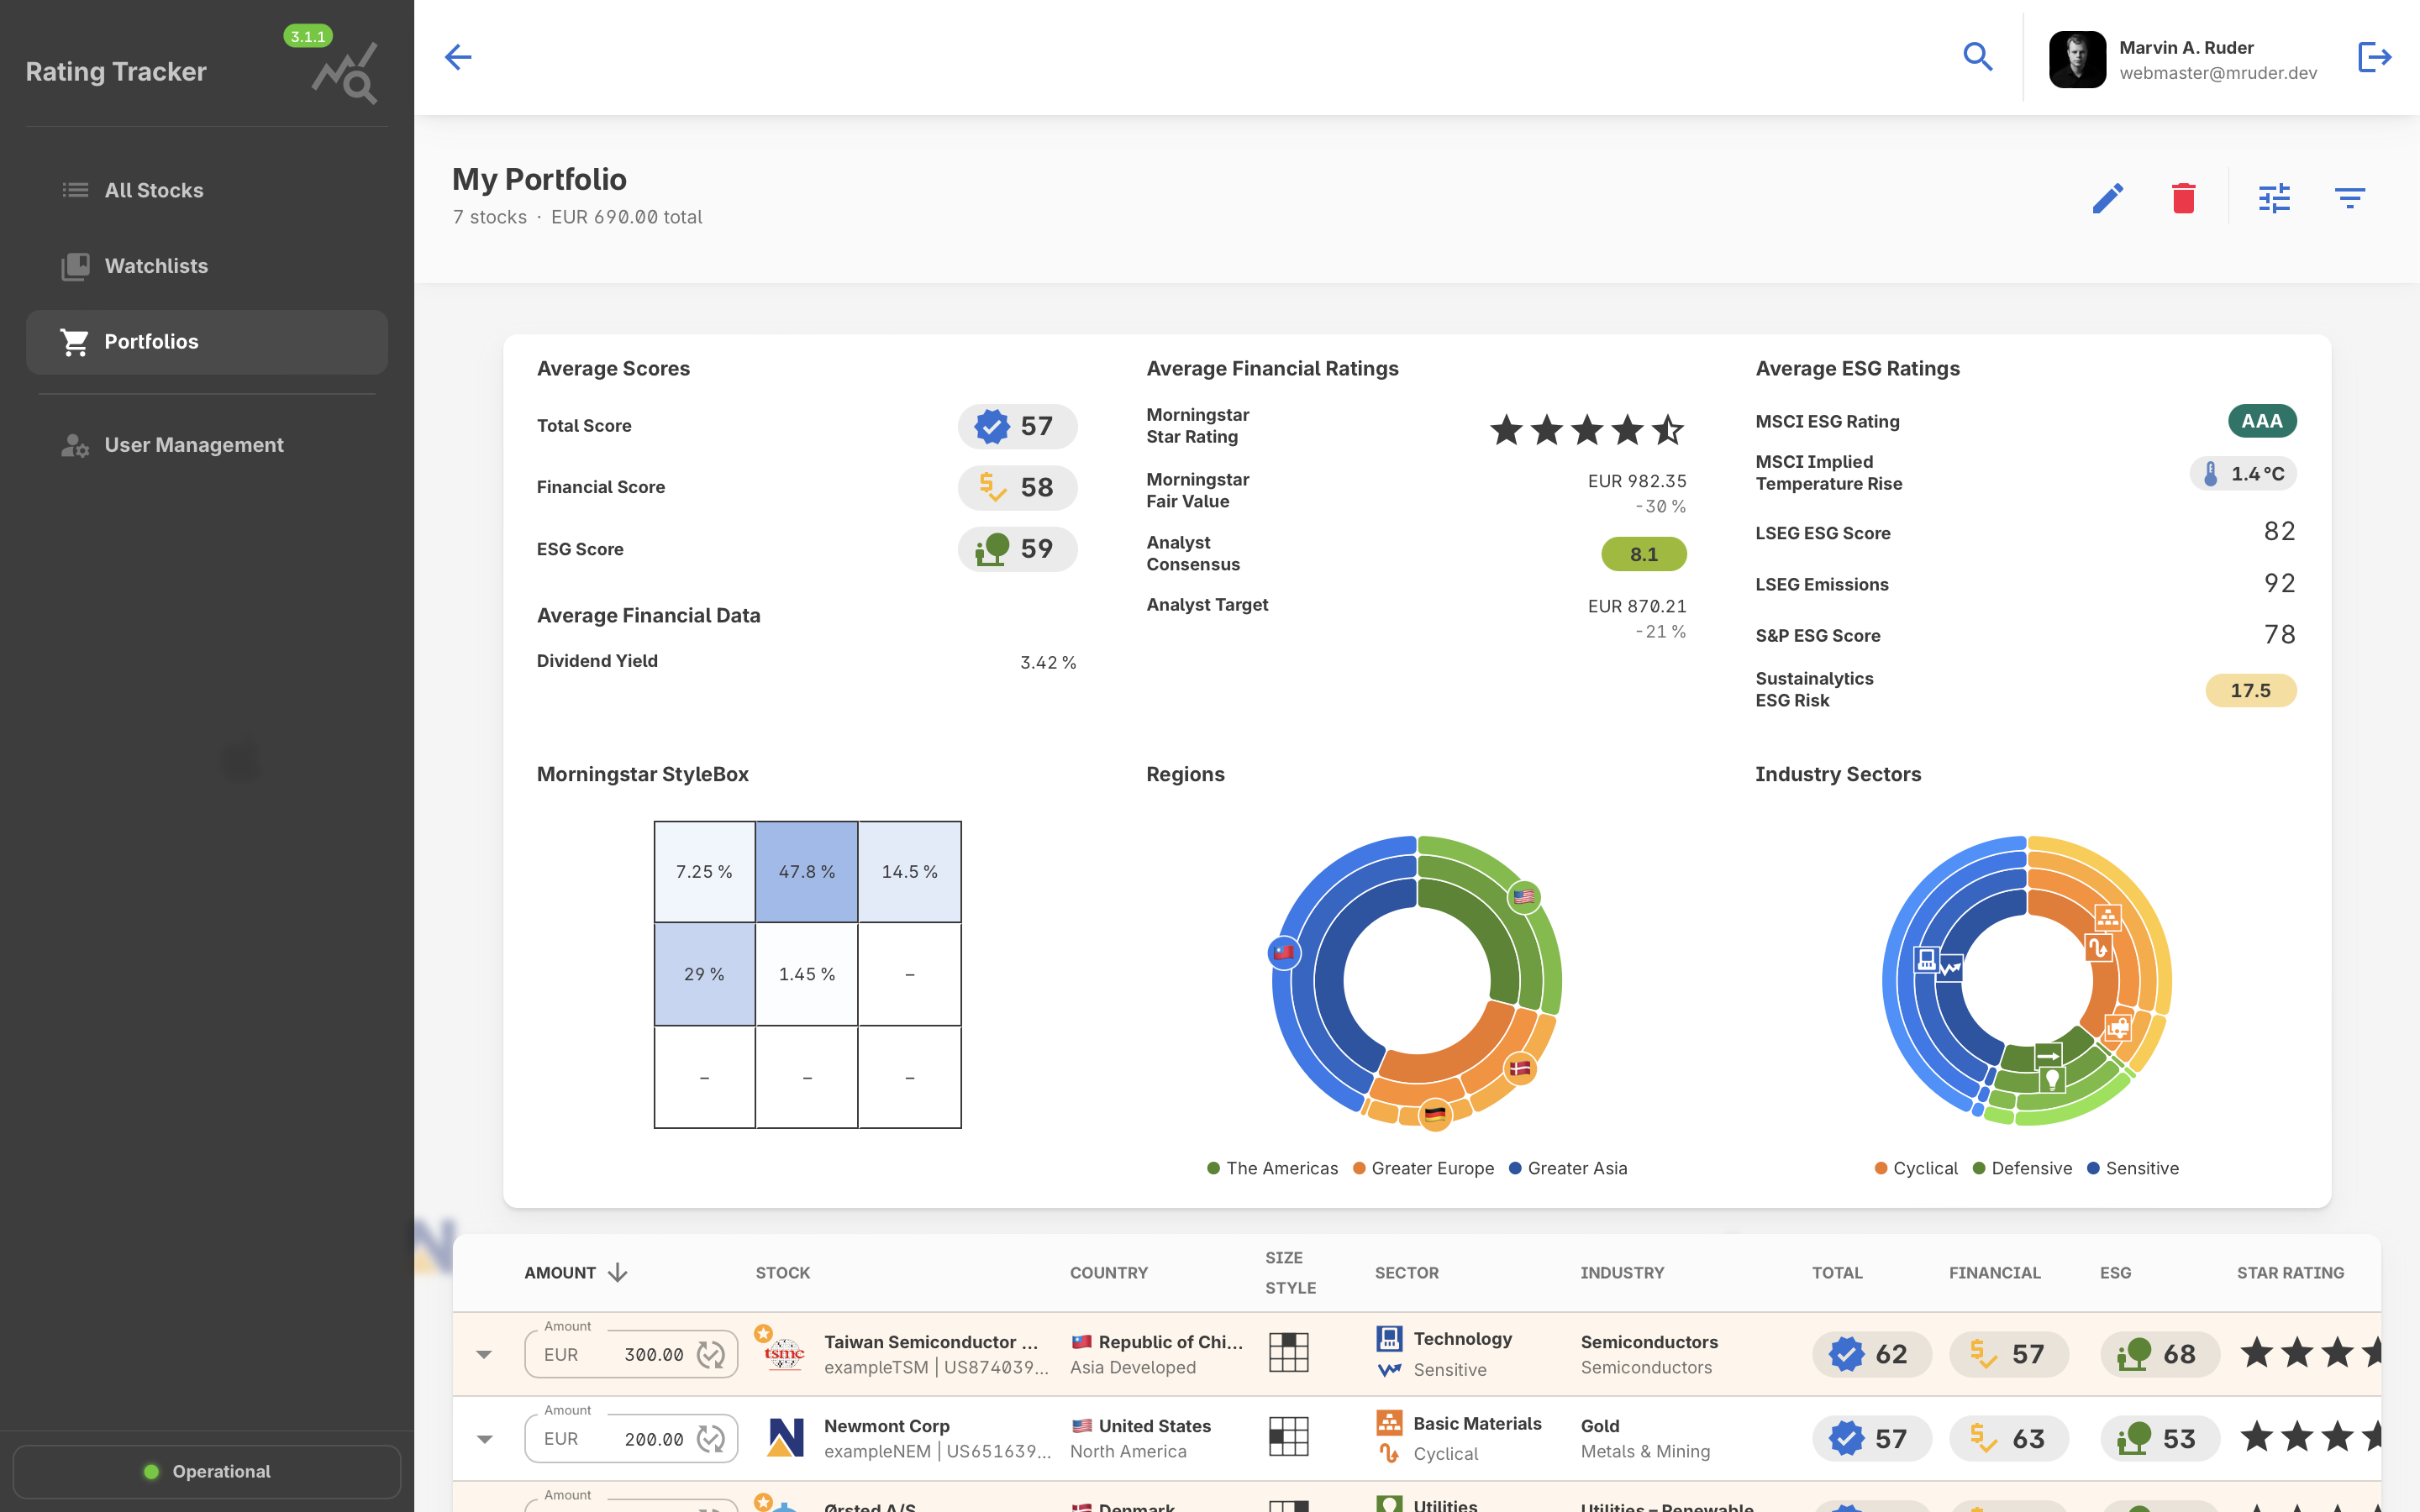 Rating Tracker
3.1.1
All Stocks
Watchlists
Portfolios
User Management
Operational
Marvin A. Ruder
webmaster@mruder.dev
My Portfolio
7 stocks · EUR 690.00 total
Average Scores
Total Score
57
Financial Score
58
ESG Score
59
Average Financial Data
Dividend Yield
3.42 %
Average Financial Ratings
Morningstar
Star Rating
Morningstar
Fair Value
EUR 982.35
-30 %
Analyst
Consensus
8.1
Analyst Target
EUR 870.21
-21 %
Average ESG Ratings
MSCI ESG Rating
AAA
MSCI Implied
Temperature Rise
1.4 °C
LSEG ESG Score
82
LSEG Emissions
92
S&P ESG Score
78
Sustainalytics
ESG Risk
17.5
Morningstar StyleBox
7.25 % 47.8 % 14.5 %
29 % 1.45 % –
– – –
Regions
The Americas Greater Europe Greater Asia
Industry Sectors
Cyclical Defensive Sensitive
AMOUNT STOCK COUNTRY SIZE STYLE SECTOR INDUSTRY TOTAL FINANCIAL ESG STAR RATING
Amount
EUR 300.00
tsmc
Taiwan Semiconductor ...
exampleTSM | US874039...
Republic of Chi...
Asia Developed
Technology
Sensitive
Semiconductors
Semiconductors
62 57 68
Amount
EUR 200.00
Newmont Corp
exampleNEM | US651639...
United States
North America
Basic Materials
Cyclical
Gold
Metals & Mining
57 63 53
Amount
Ørsted A/S
Denmark
Utilities
Utilities – Renewable